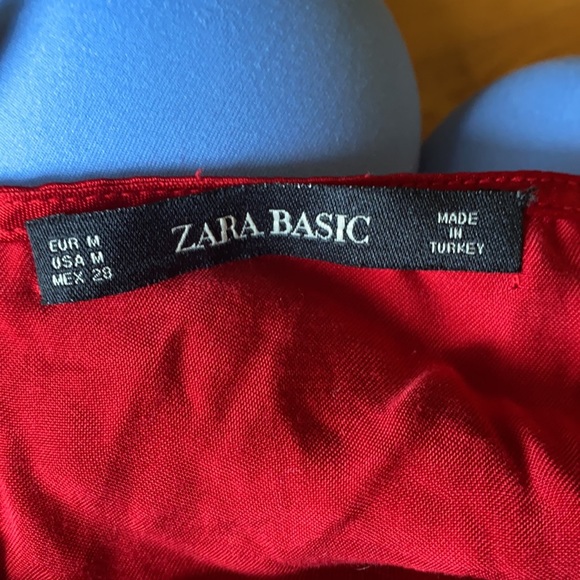 EUR M
USA M
MEX 28
ZARA BASIC
MADE
IN
TURKEY